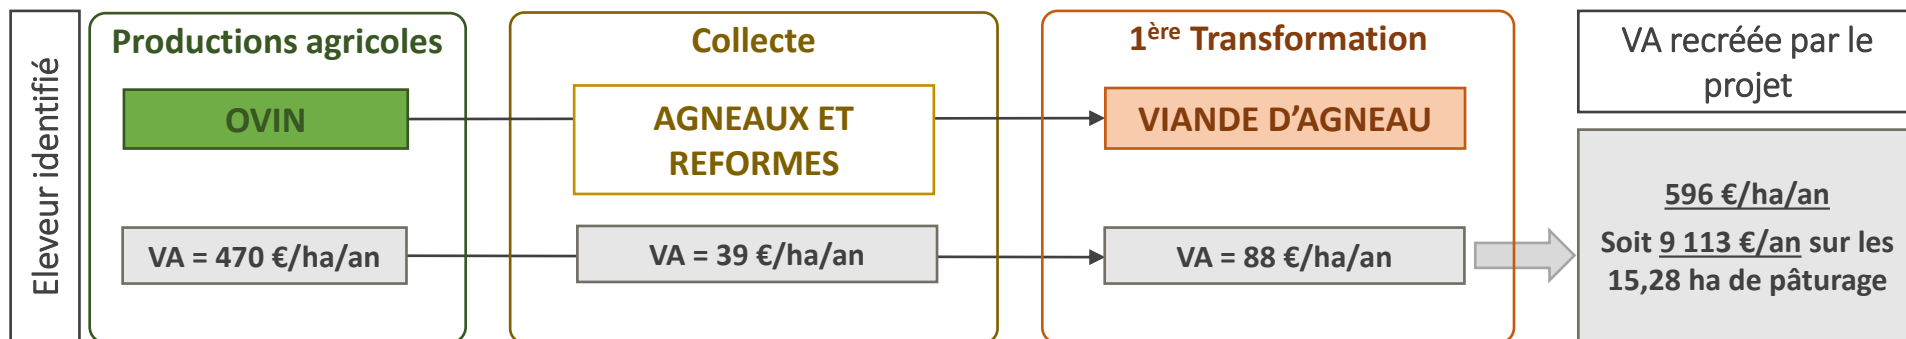 Eleveur identifié
Productions agricoles
OVIN
VA = 470 €/ha/an
Collecte
AGNEAUX ET
REFORMES
VA = 39 €/ha/an
1ère Transformation
VIANDE D'AGNEAU
VA = 88 €/ha/an
VA recréée par le
projet
596 €/ha/an
Soit 9 113 €/an sur les
15,28 ha de pâturage